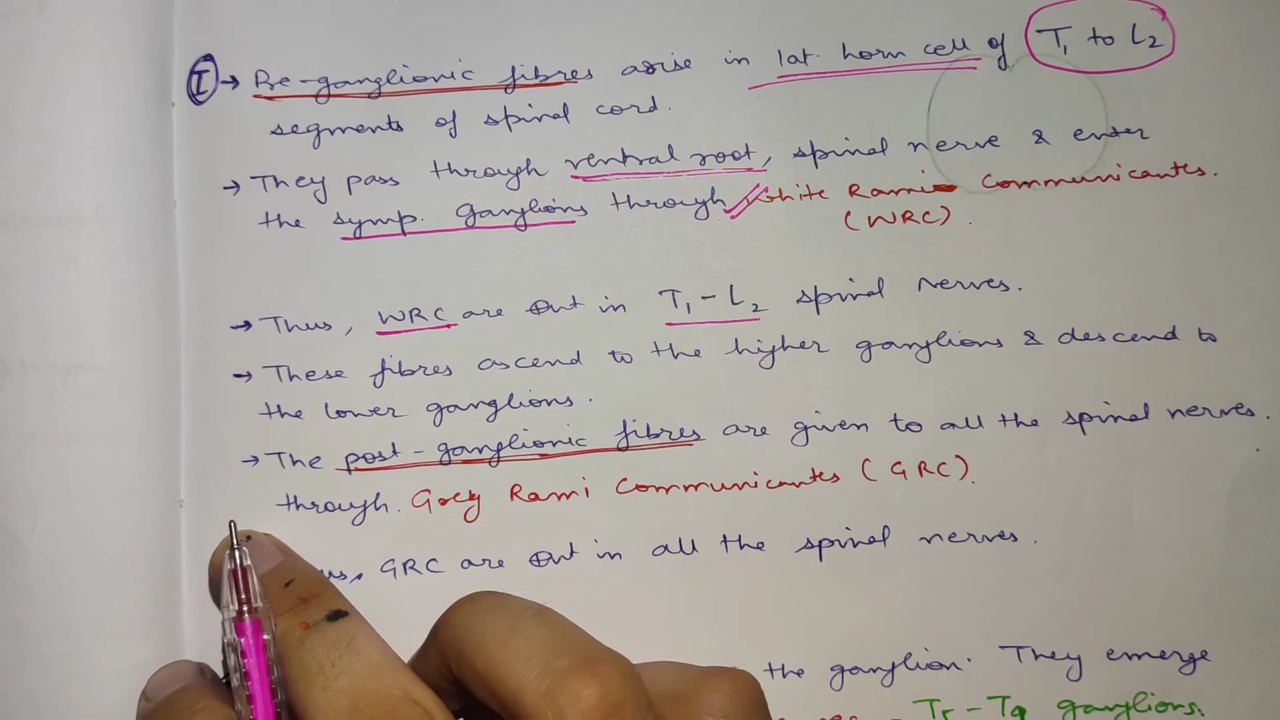 I → Pre-ganglionic fibres arise in lat. horn cell of T1 to L2
segments of spinal cord.
→ They pass through ventral root, spinal nerve & enter
the symp. Ganglions through White Rami Communicantes.
(WRC).
→ Thus, WRC are in T1 - L2 spinal nerves.
→ These fibres ascend to the higher ganglions & descend to
the lower ganglions.
→ The post-ganglionic fibres are given to all the spinal nerves.
through. Grey Rami Communicantes (GRC).
GRC are in all the spinal nerves.
the ganglion. They emerge
T5 - T9 ganglions.